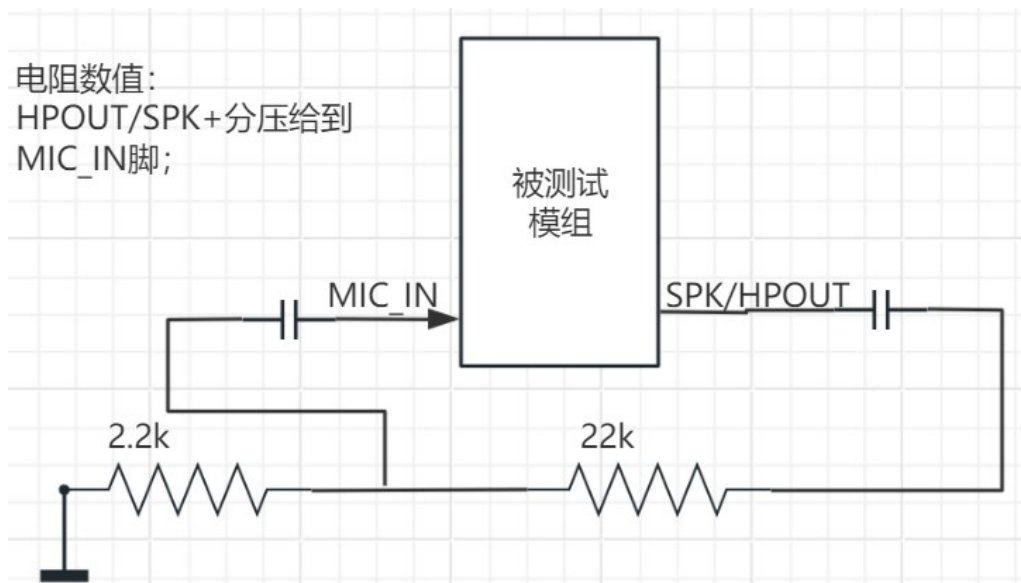 电阻数值：
HPOUT/SPK+分压给到
MIC_IN脚；
被测试
模组
MIC_IN
SPK/HPOUT
2.2k
22k